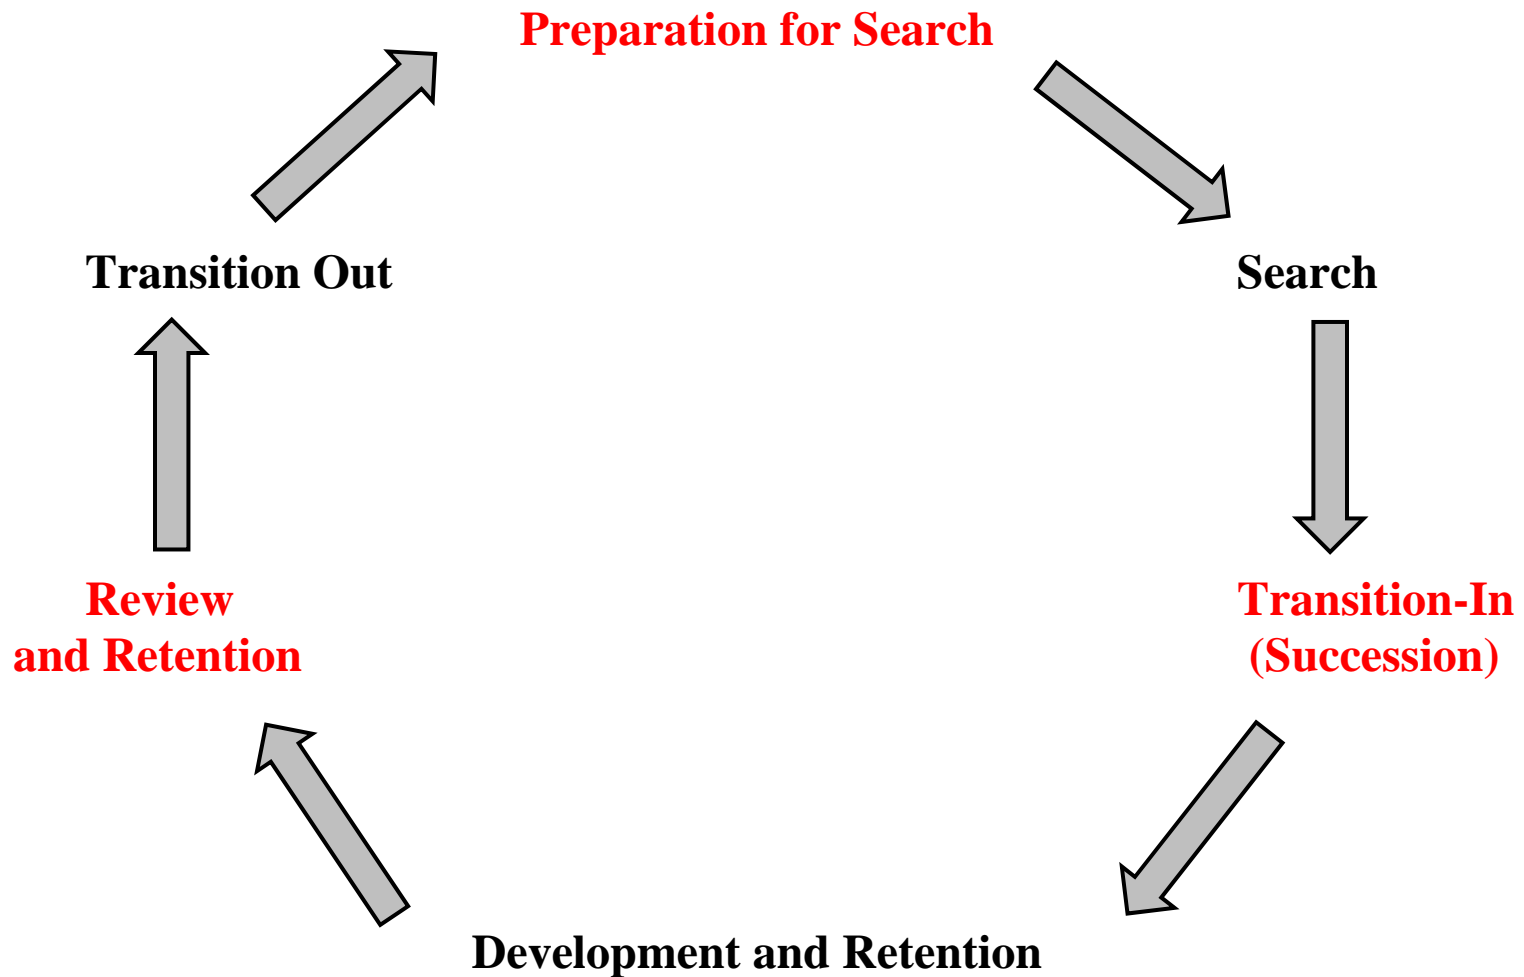 Preparation for Search
Transition Out
Search
Review
and Retention
Transition-In
(Succession)
Development and Retention